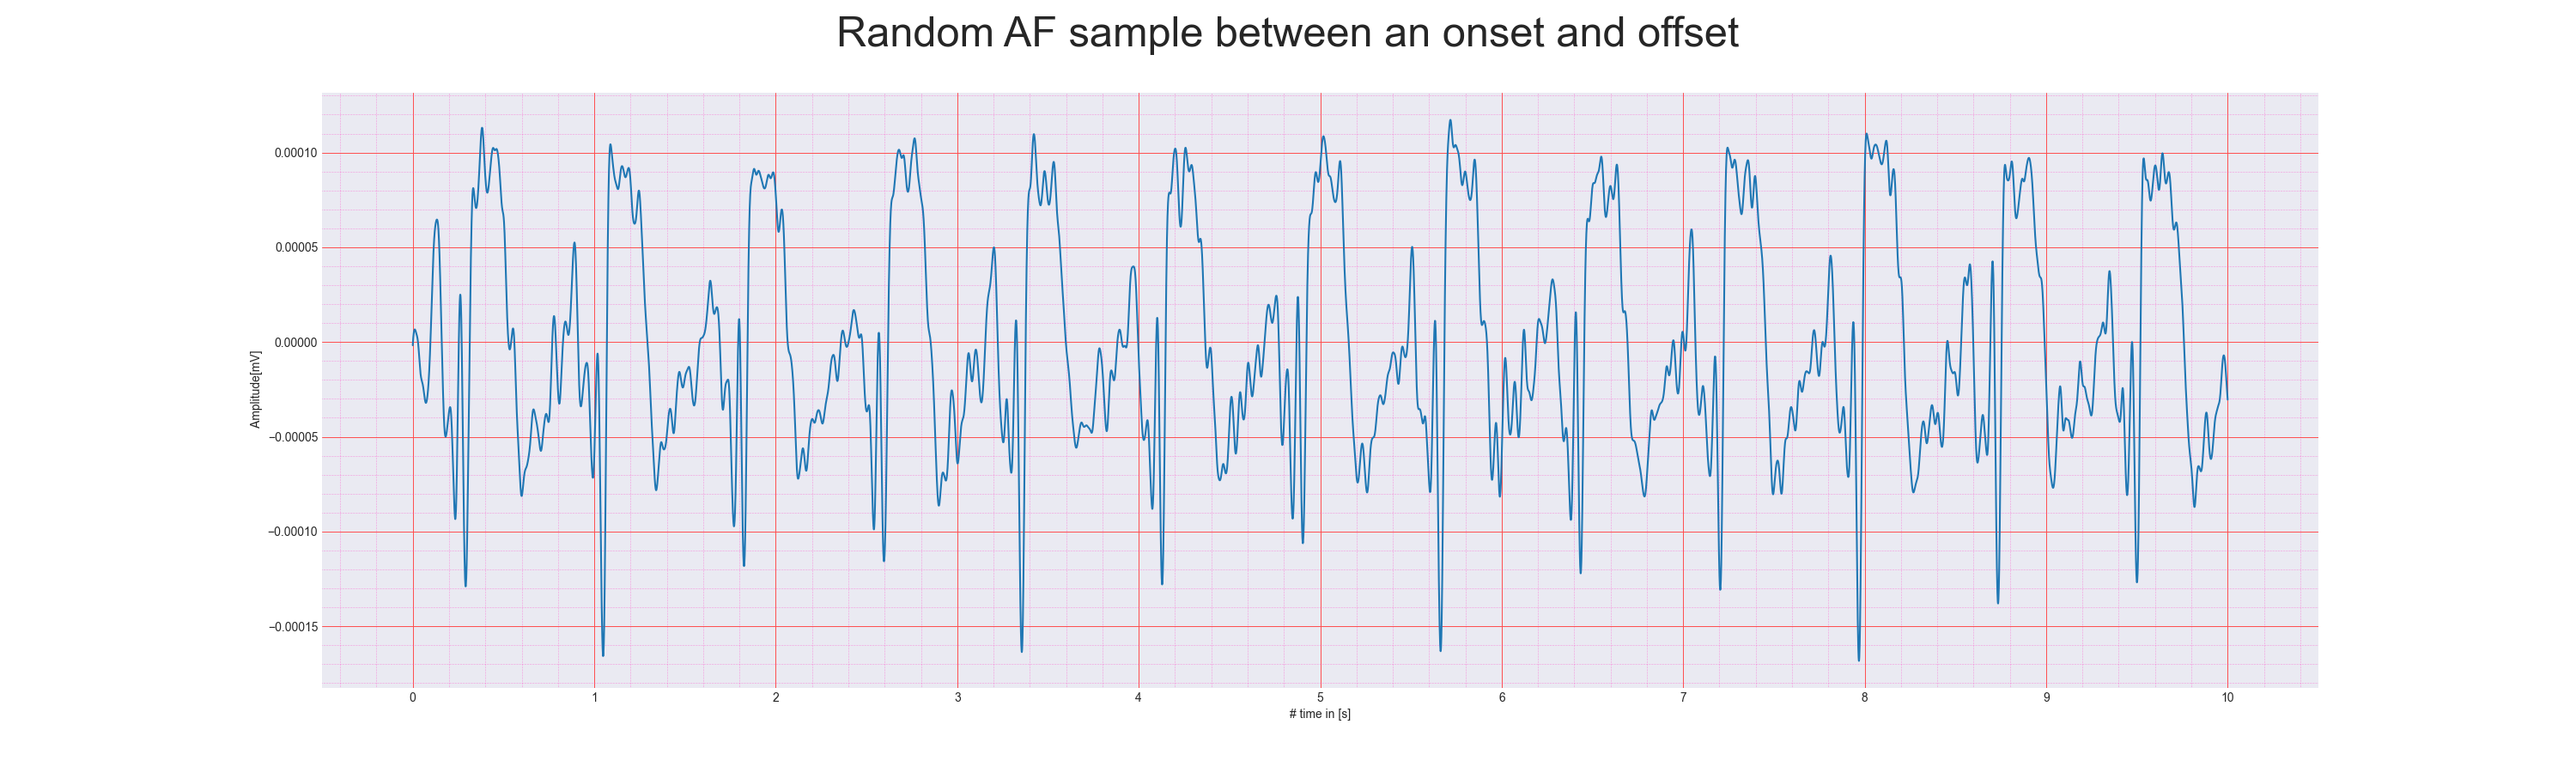 Random AF sample between an onset and offset
0.00010
0.00005
0.00000
−0.00005
−0.00010
−0.00015
Amplitude[mV]
0 1 2 3 4 5 6 7 8 9 10
# time in [s]